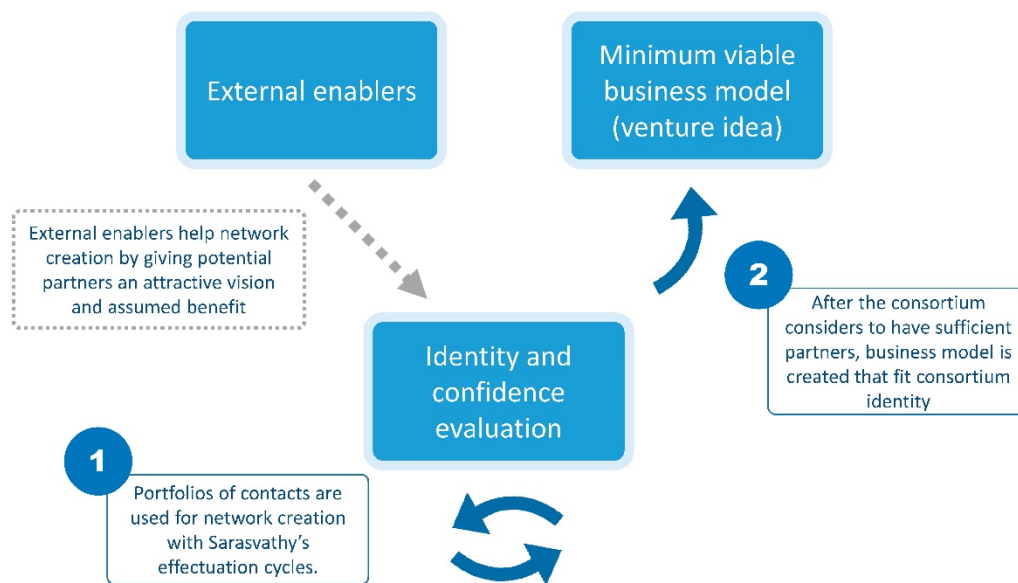 External enablers
Minimum viable
business model
(venture idea)
External enablers help network
creation by giving potential
partners an attractive vision
and assumed benefit
2
After the consortium
considers to have sufficient
partners, business model is
created that fit consortium
identity
Identity and
confidence
evaluation
1
Portfolios of contacts are
used for network creation
with Sarasvathy’s
effectuation cycles.